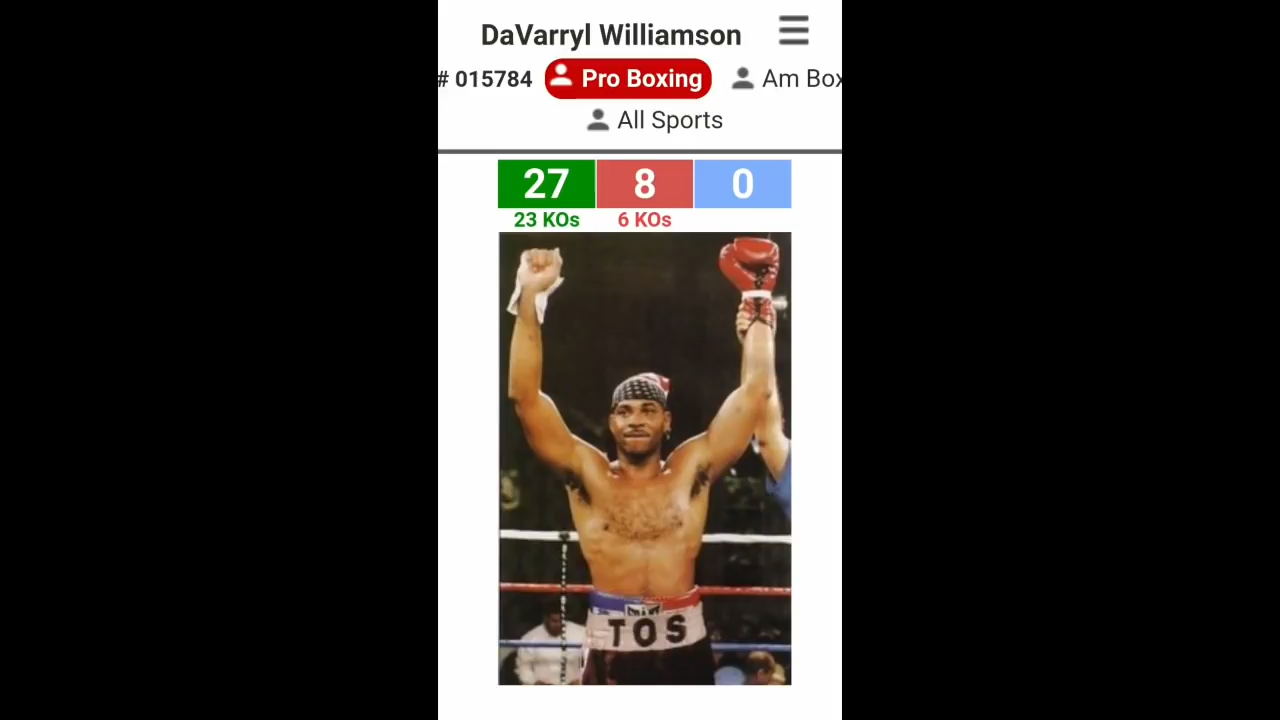 DaVarryl Williamson
# 015784 Pro Boxing Am Box
All Sports
27 8 0
23 KOs 6 KOs
TOS